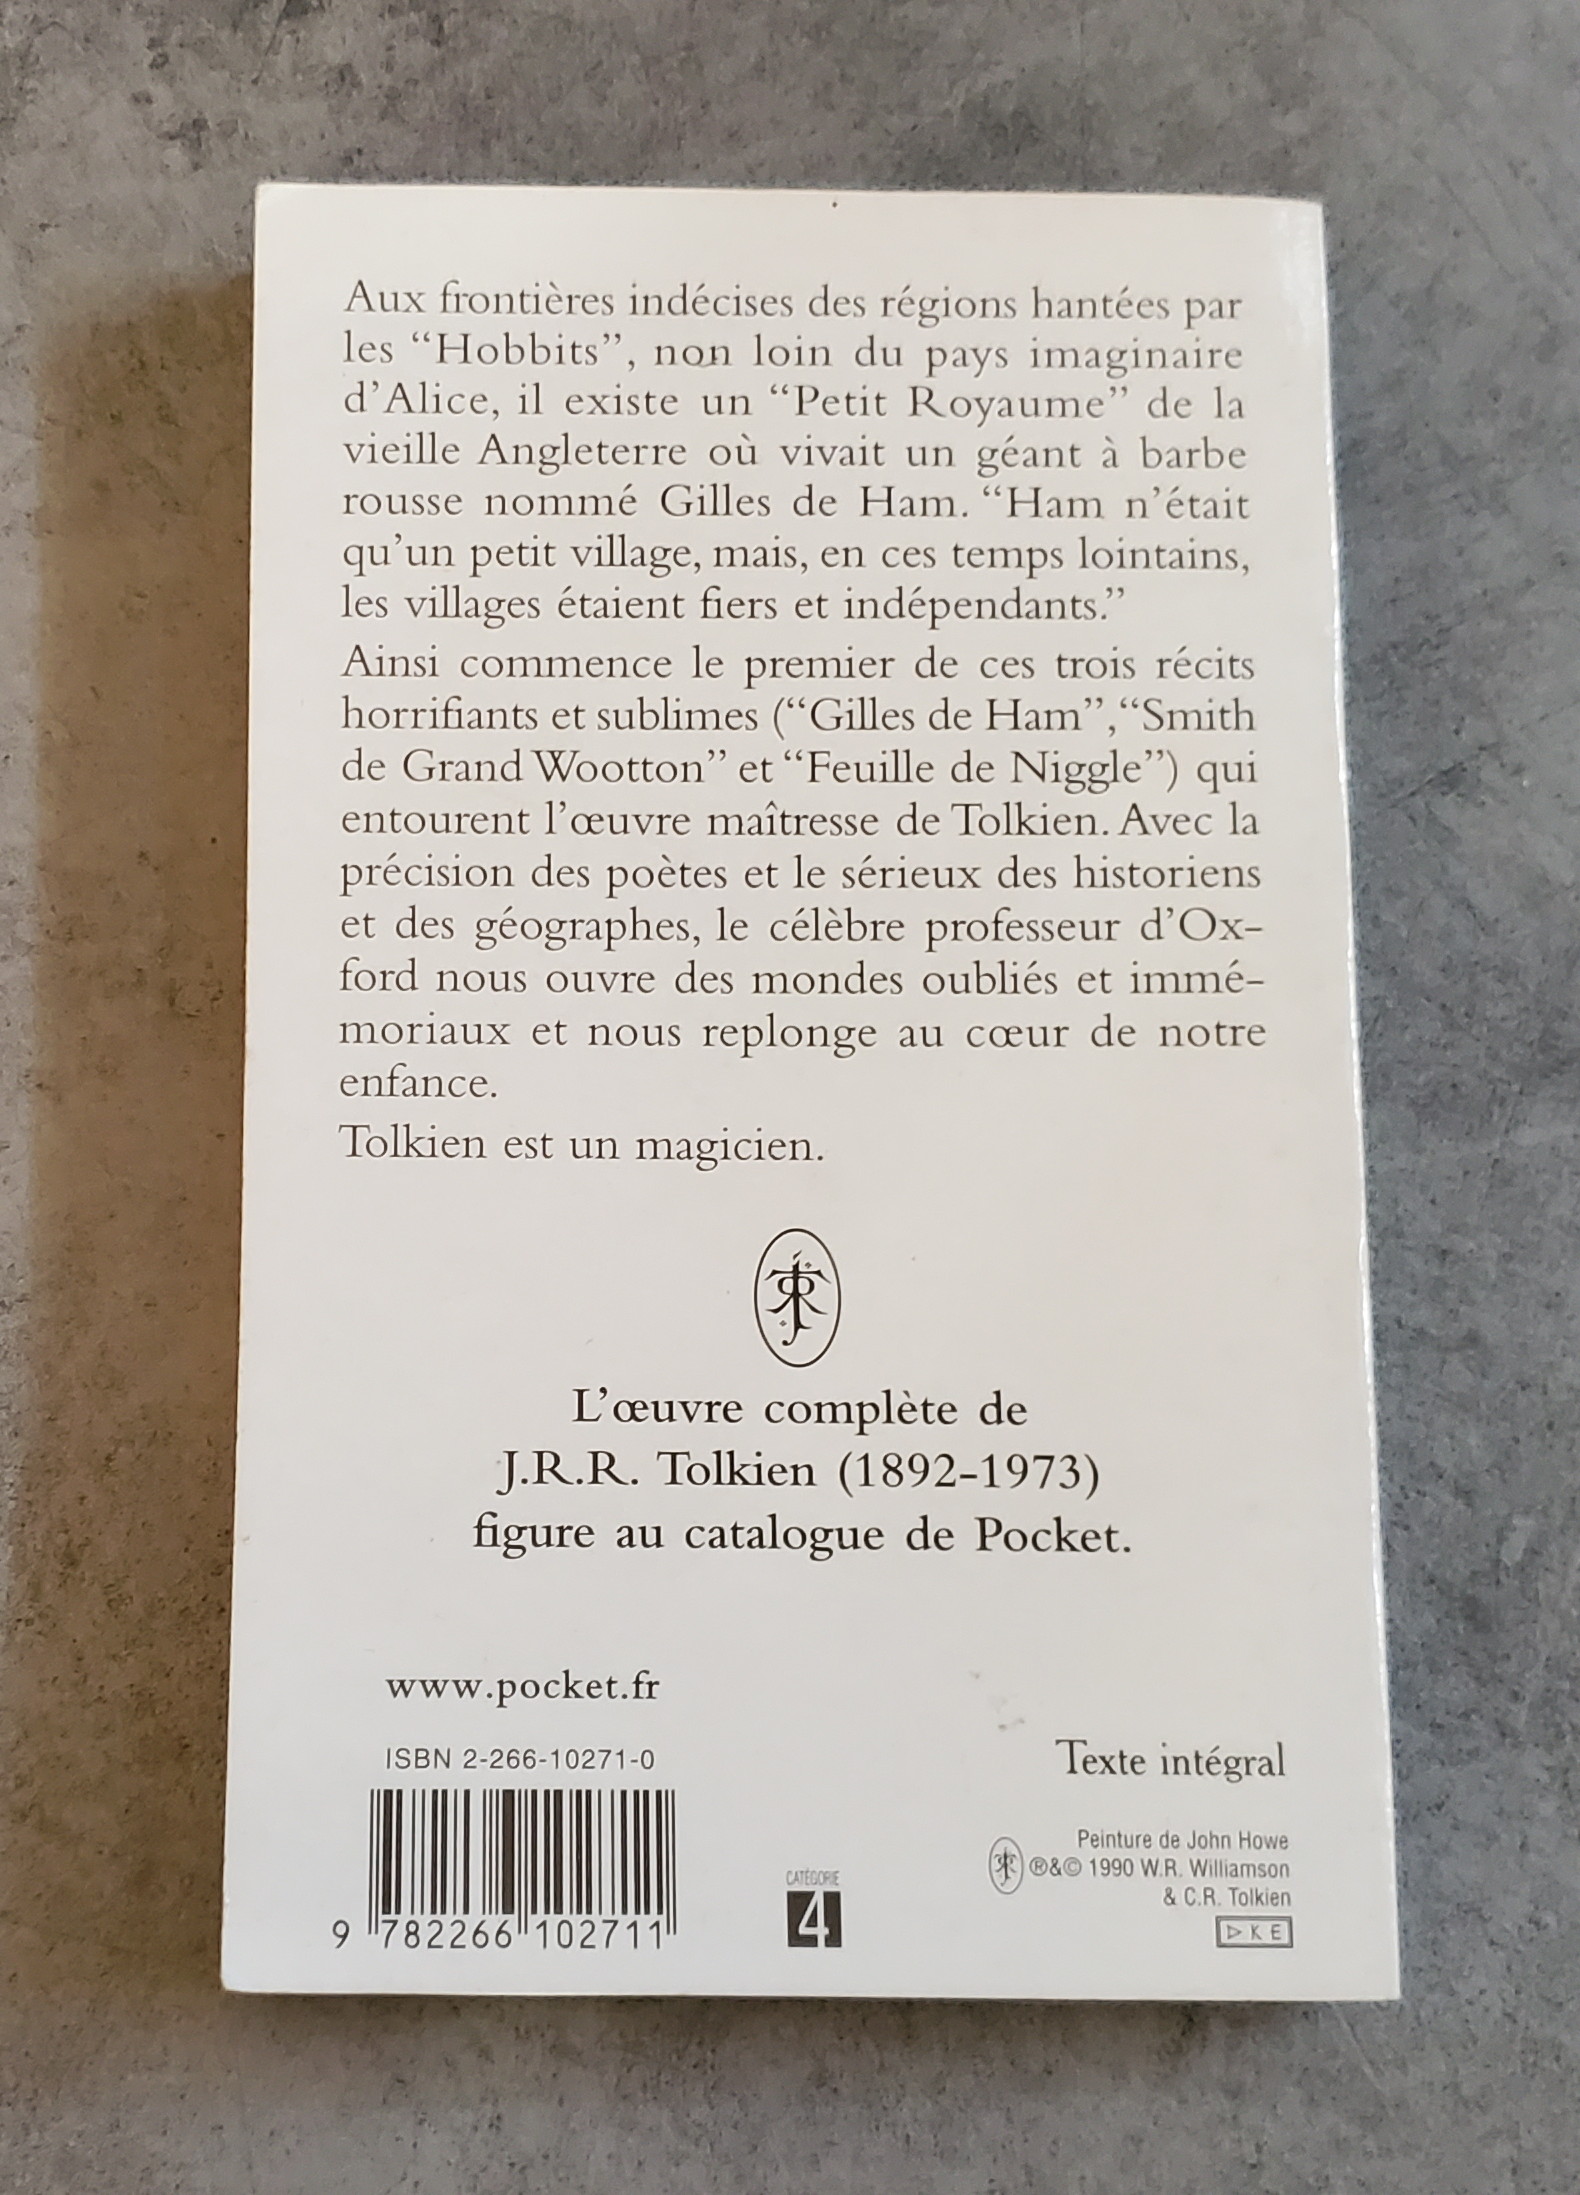 Aux frontières indécises des régions hantées par
les “Hobbits”, non loin du pays imaginaire
d’Alice, il existe un “Petit Royaume” de la
vieille Angleterre où vivait un géant à barbe
rousse nommé Gilles de Ham. “Ham n’était
qu’un petit village, mais, en ces temps lointains,
les villages étaient fiers et indépendants.”
Ainsi commence le premier de ces trois récits
horrifiants et sublimes (“Gilles de Ham”, “Smith
de Grand Wootton” et “Feuille de Niggle”) qui
entourent l’œuvre maîtresse de Tolkien. Avec la
précision des poètes et le sérieux des historiens
et des géographes, le célèbre professeur d’Ox-
ford nous ouvre des mondes oubliés et immé-
moriaux et nous replonge au cœur de notre
enfance.
Tolkien est un magicien.
L’œuvre complète de
J.R.R. Tolkien (1892-1973)
figure au catalogue de Pocket.
www.pocket.fr
ISBN 2-266-10271-0
9 782266 102711
CATÉGORIE
4
Texte intégral
Peinture de John Howe
®&© 1990 W.R. Williamson
& C.R. Tolkien
▷KE